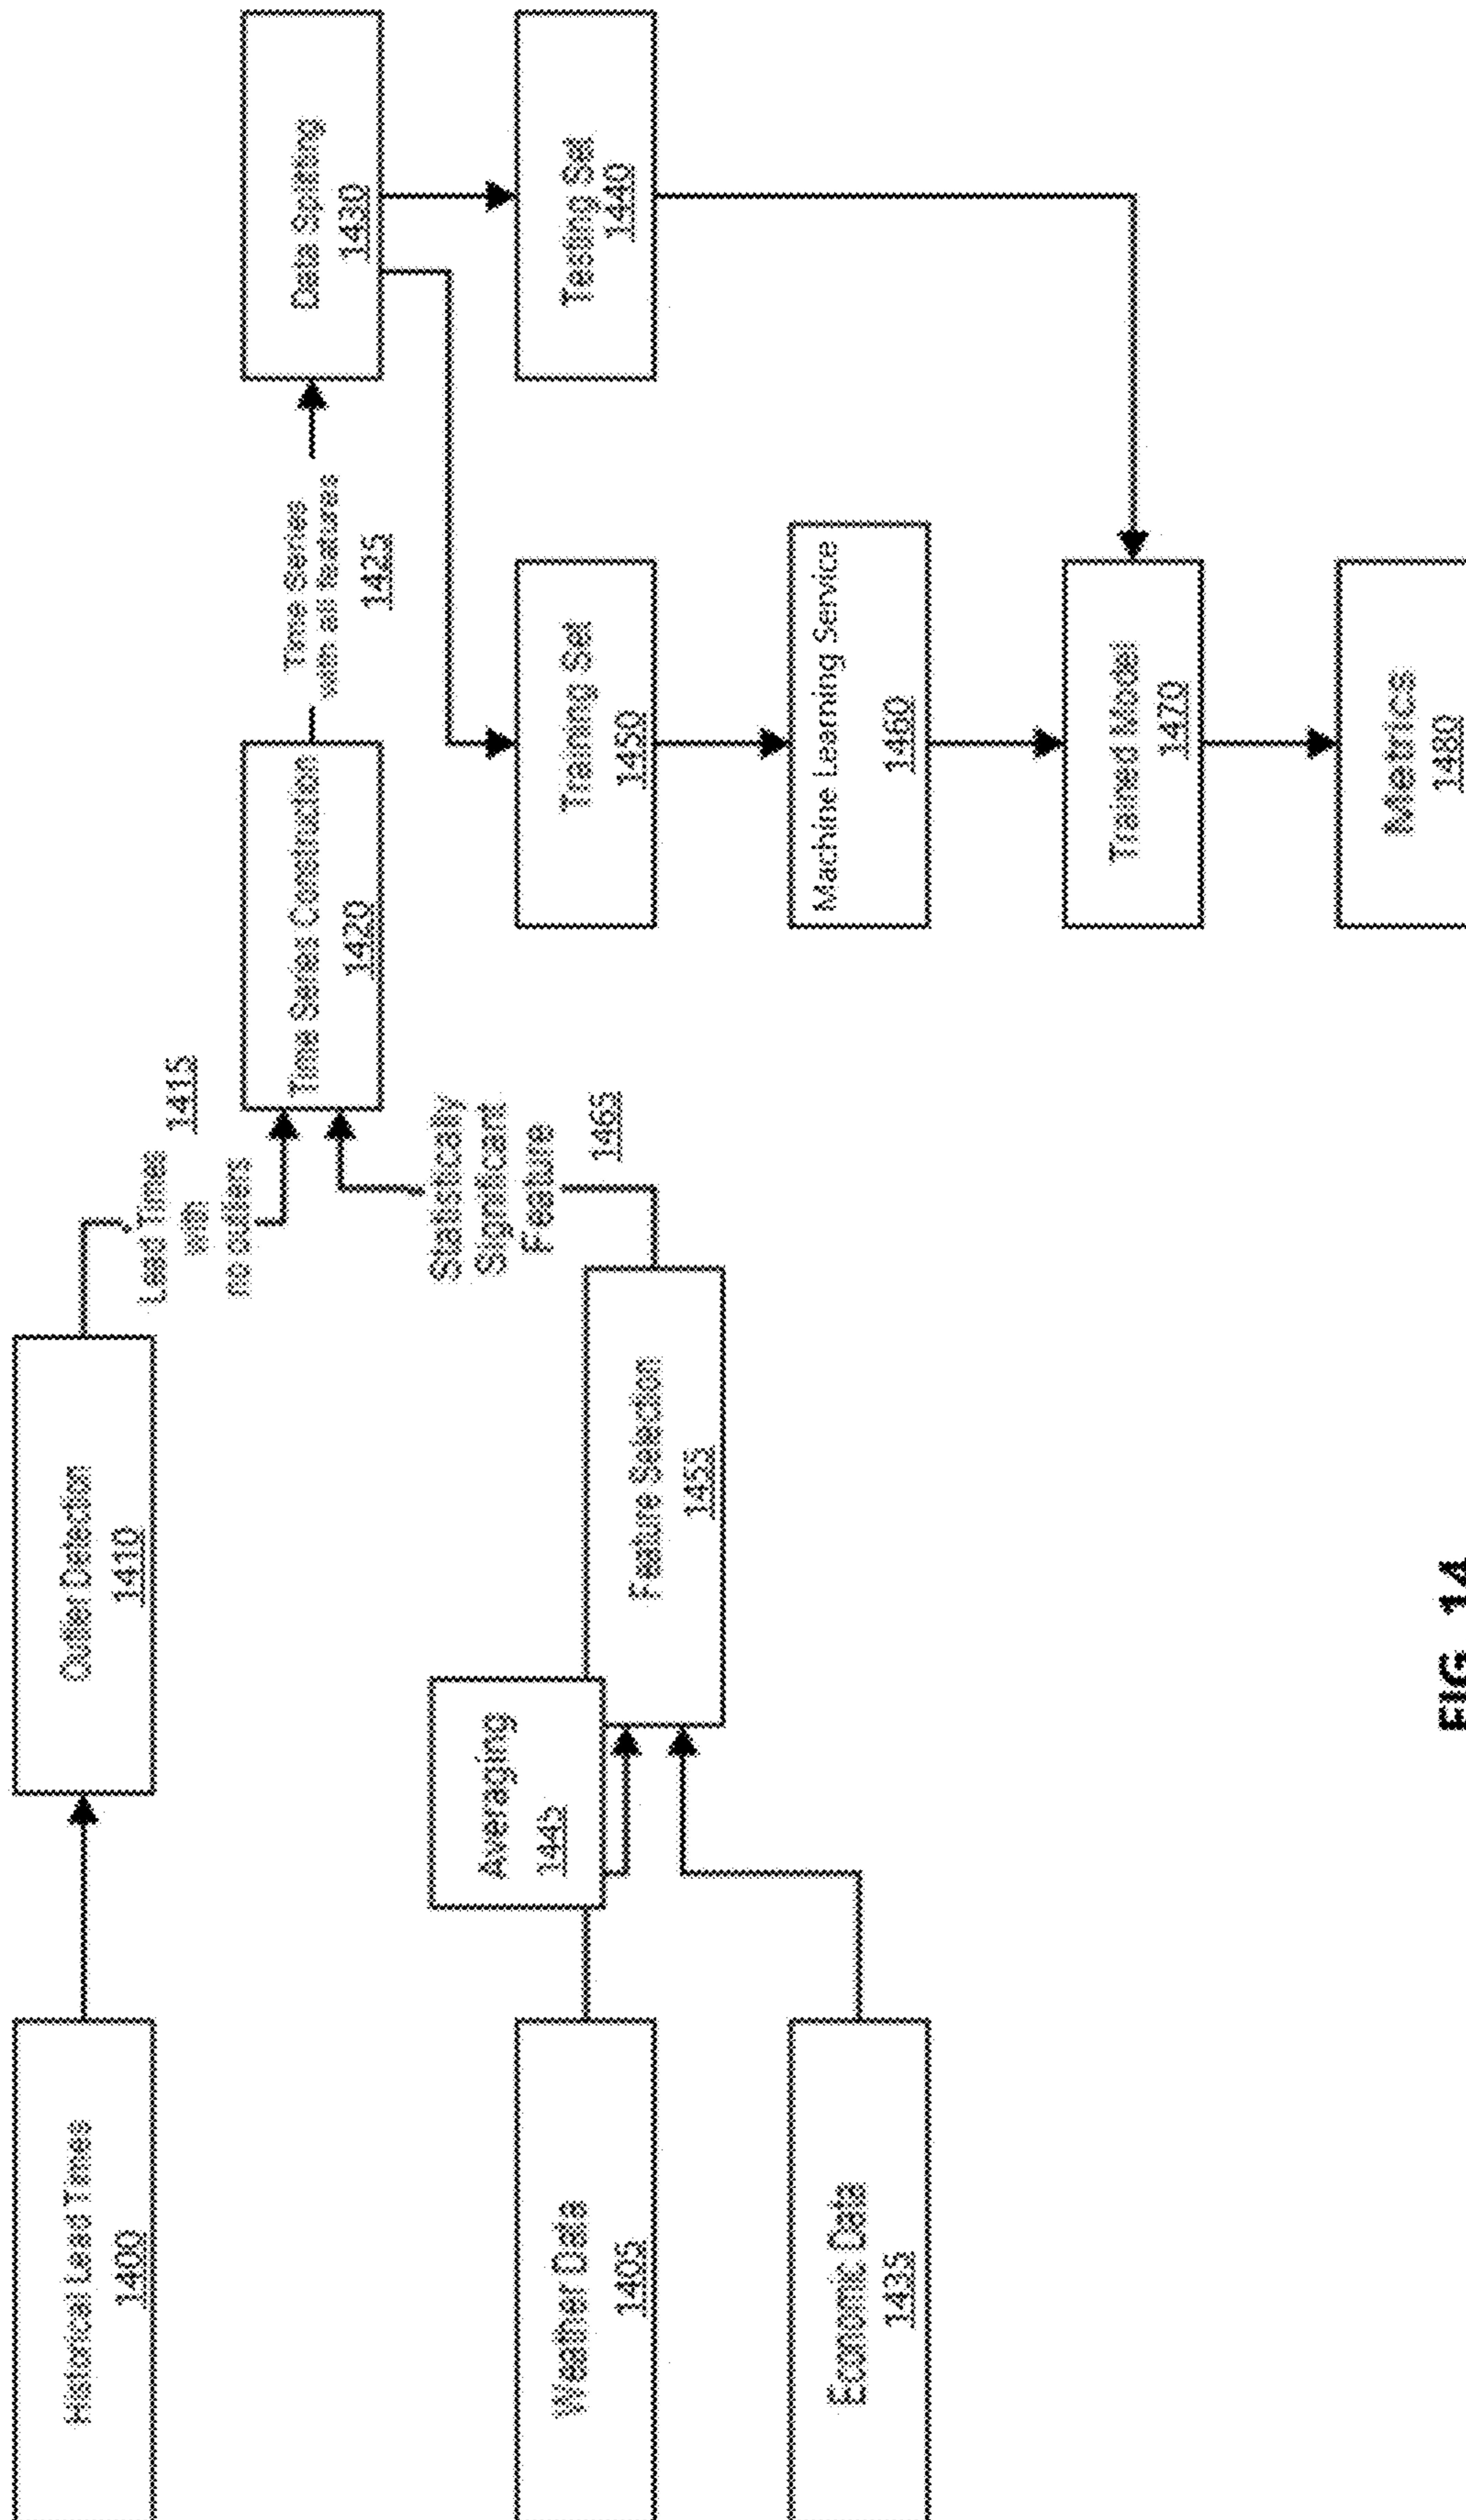 Historical Lead Times
1400
Outlier Detection
1410
Lead Times
with
no outliers
1415
Time Series Construction
1420
Time Series
with all features
1425
Data Splitting
1430
Testing Set
1440
Training Set
1450
Machine Learning Service
1460
Trained Model
1470
Metrics
1480
Weather Data
1405
Averaging
1445
Economic Data
1435
Feature Selection
1455
Statistically
Significant
Feature
1465
FIG. 14